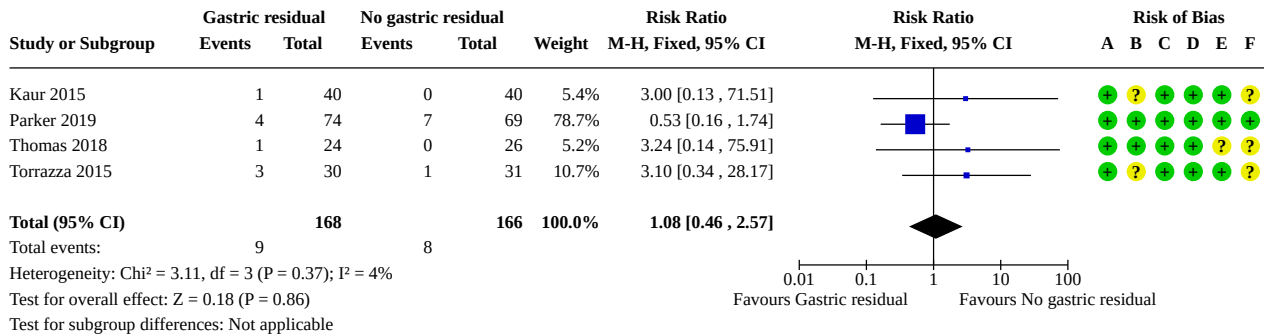 Gastric residual No gastric residual Risk Ratio Risk Ratio Risk of Bias
Study or Subgroup Events Total Events Total Weight M-H, Fixed, 95% CI M-H, Fixed, 95% CI A B C D E F
Kaur 2015 1 40 0 40 5.4% 3.00 [0.13 , 71.51] + ? + + + ?
Parker 2019 4 74 7 69 78.7% 0.53 [0.16 , 1.74] + + + + + +
Thomas 2018 1 24 0 26 5.2% 3.24 [0.14 , 75.91] + + + + ? ?
Torrazza 2015 3 30 1 31 10.7% 3.10 [0.34 , 28.17] + ? + + + ?
Total (95% CI) 168 166 100.0% 1.08 [0.46 , 2.57]
Total events: 9 8
Heterogeneity: Chi² = 3.11, df = 3 (P = 0.37); I² = 4%
0.01 0.1 1 10 100
Test for overall effect: Z = 0.18 (P = 0.86)
Favours Gastric residual Favours No gastric residual
Test for subgroup differences: Not applicable